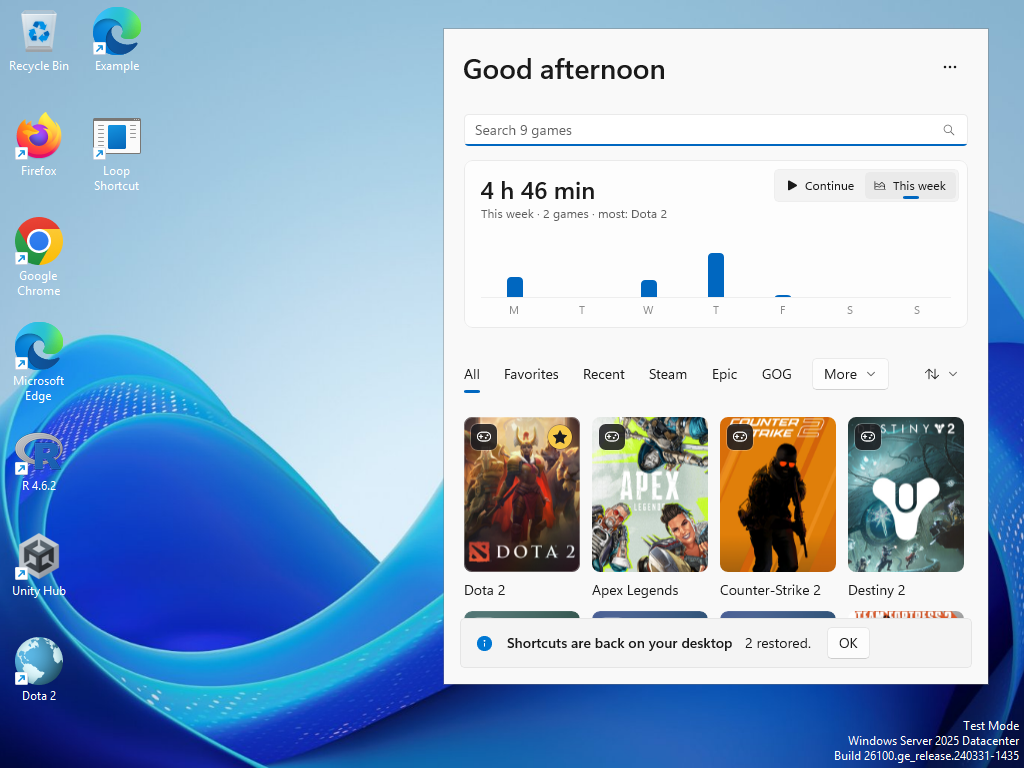 Recycle Bin
Example
Firefox
Loop
Shortcut
Google
Chrome
Microsoft
Edge
R 4.6.2
Unity Hub
Dota 2
Good afternoon
Search 9 games
4 h 46 min
This week · 2 games · most: Dota 2
Continue
This week
M T W T F S S
All Favorites Recent Steam Epic GOG More
DOTA 2
APEX
LEGENDS
COUNTER
STRIKE 2
DESTINY 2
Dota 2
Apex Legends
Counter-Strike 2
Destiny 2
TEAM FORTRESS 2
Shortcuts are back on your desktop 2 restored. OK
Test Mode
Windows Server 2025 Datacenter
Build 26100.ge_release.240331-1435